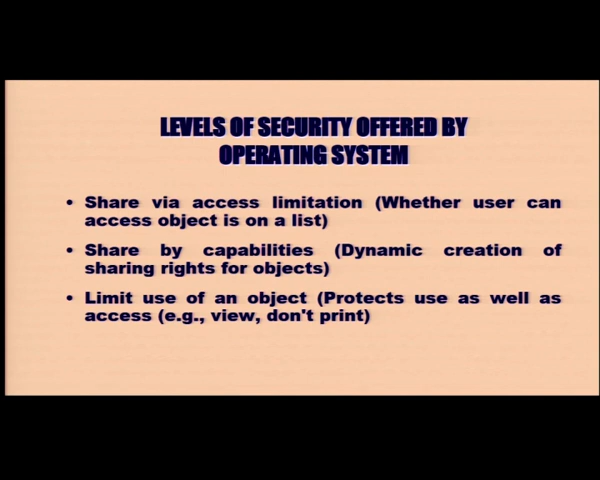 LEVELS OF SECURITY OFFERED BY
OPERATING SYSTEM
• Share via access limitation (Whether user can
access object is on a list)
• Share by capabilities (Dynamic creation of
sharing rights for objects)
• Limit use of an object (Protects use as well as
access (e.g., view, don't print)